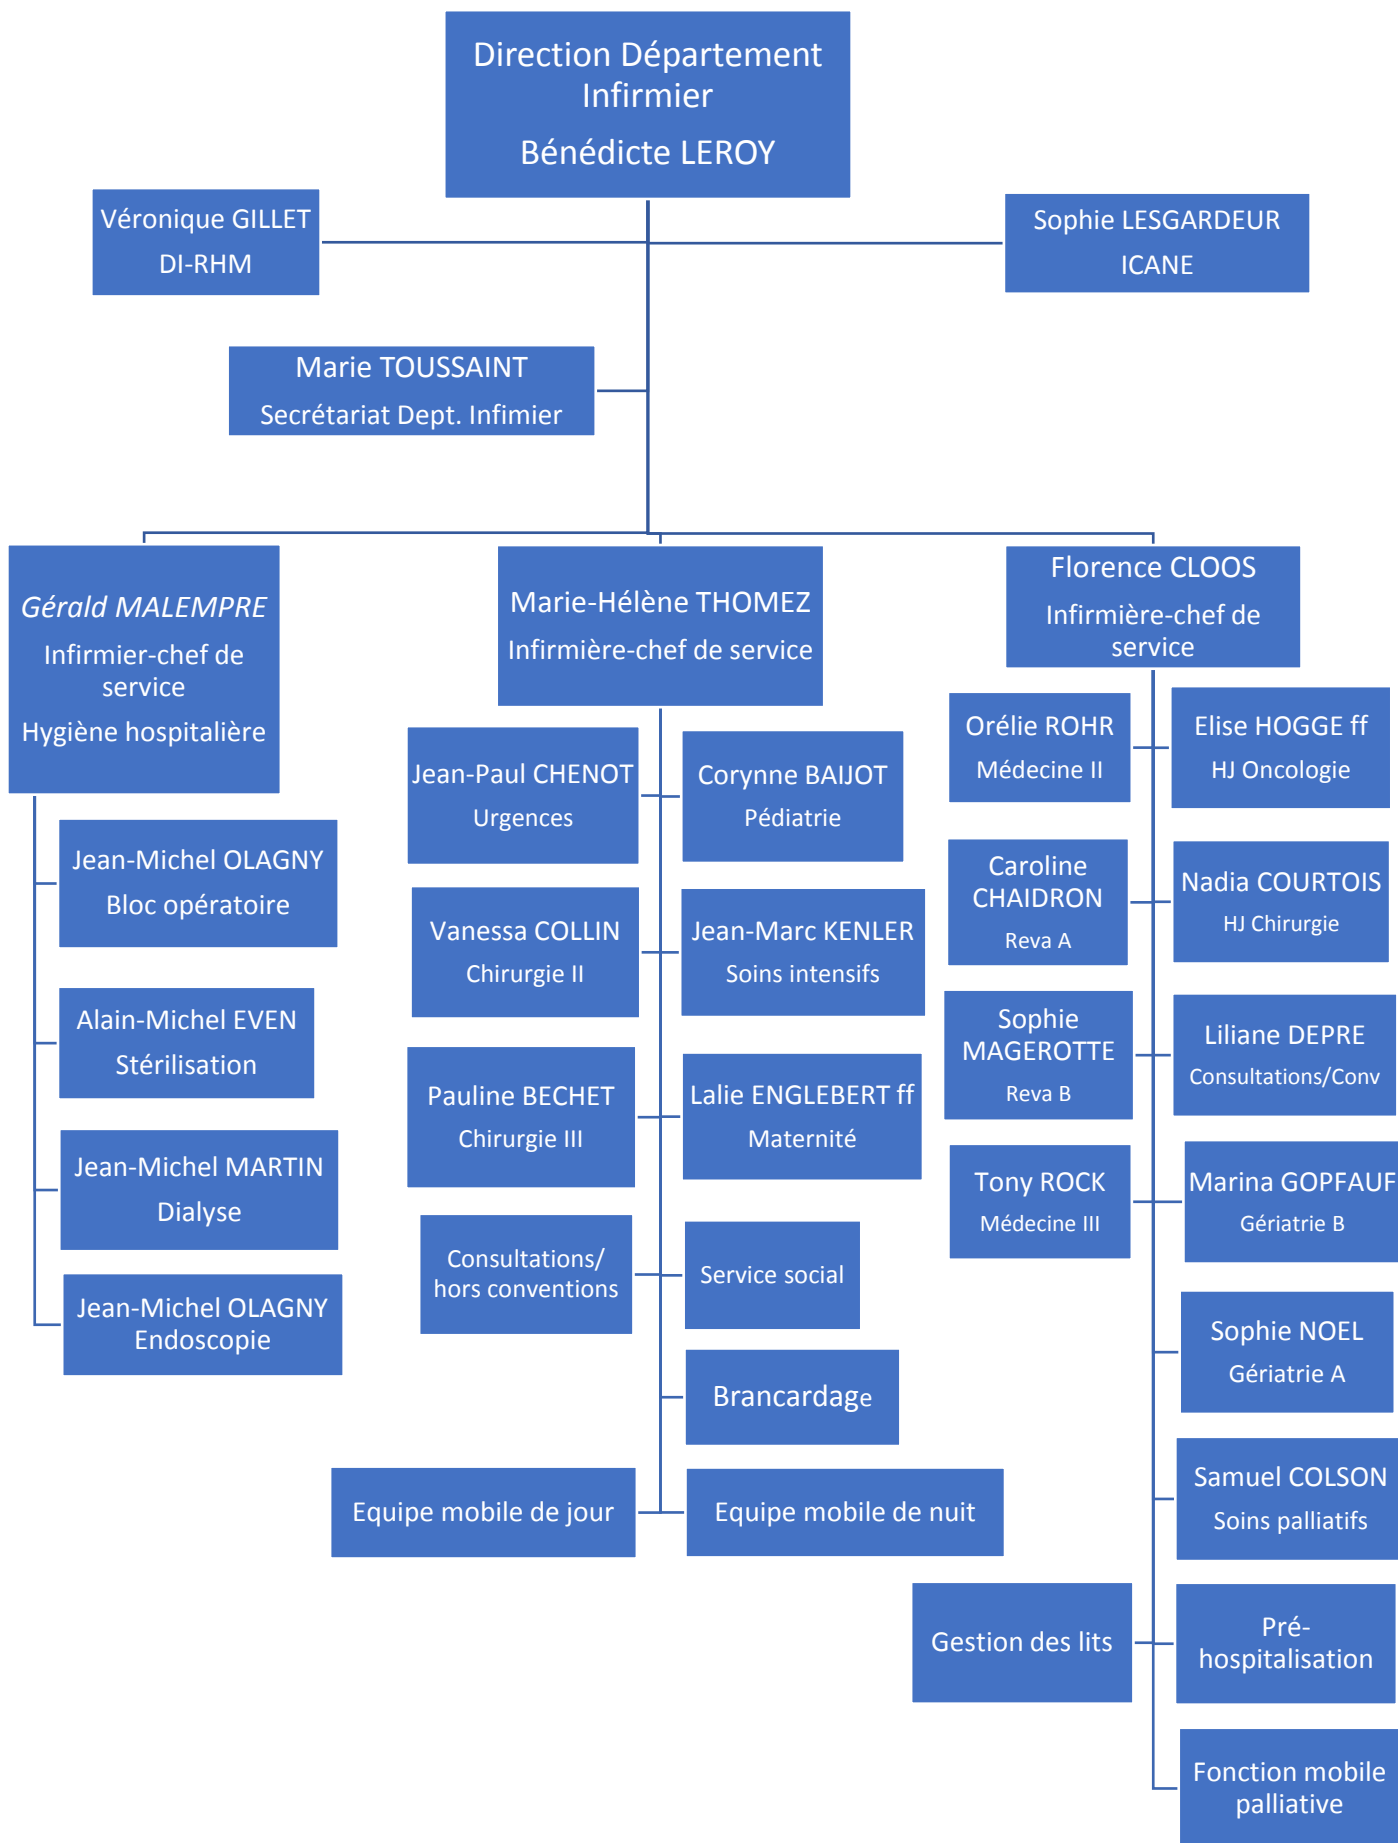 Direction Département
Infirmier
Bénédicte LEROY
Véronique GILLET
DI-RHM
Sophie LESGARDEUR
ICANE
Marie TOUSSAINT
Secrétariat Dept. Infimier
Gérald MALEMPRE
Infirmier-chef de
service
Hygiène hospitalière
Jean-Michel OLAGNY
Bloc opératoire
Alain-Michel EVEN
Stérilisation
Jean-Michel MARTIN
Dialyse
Jean-Michel OLAGNY
Endoscopie
Marie-Hélène THOMEZ
Infirmière-chef de service
Jean-Paul CHENOT
Urgences
Corynne BAIJOT
Pédiatrie
Vanessa COLLIN
Chirurgie II
Jean-Marc KENLER
Soins intensifs
Pauline BECHET
Chirurgie III
Lalie ENGLEBERT ff
Maternité
Consultations/
hors conventions
Service social
Brancardage
Equipe mobile de jour
Equipe mobile de nuit
Florence CLOOS
Infirmière-chef de
service
Orélie ROHR
Médecine II
Elise HOGGE ff
HJ Oncologie
Caroline
CHAIDRON
Reva A
Nadia COURTOIS
HJ Chirurgie
Sophie
MAGEROTTE
Reva B
Liliane DEPRE
Consultations/Conv
Tony ROCK
Médecine III
Marina GOPFAUF
Gériatrie B
Sophie NOEL
Gériatrie A
Samuel COLSON
Soins palliatifs
Gestion des lits
Pré-
hospitalisation
Fonction mobile
palliative